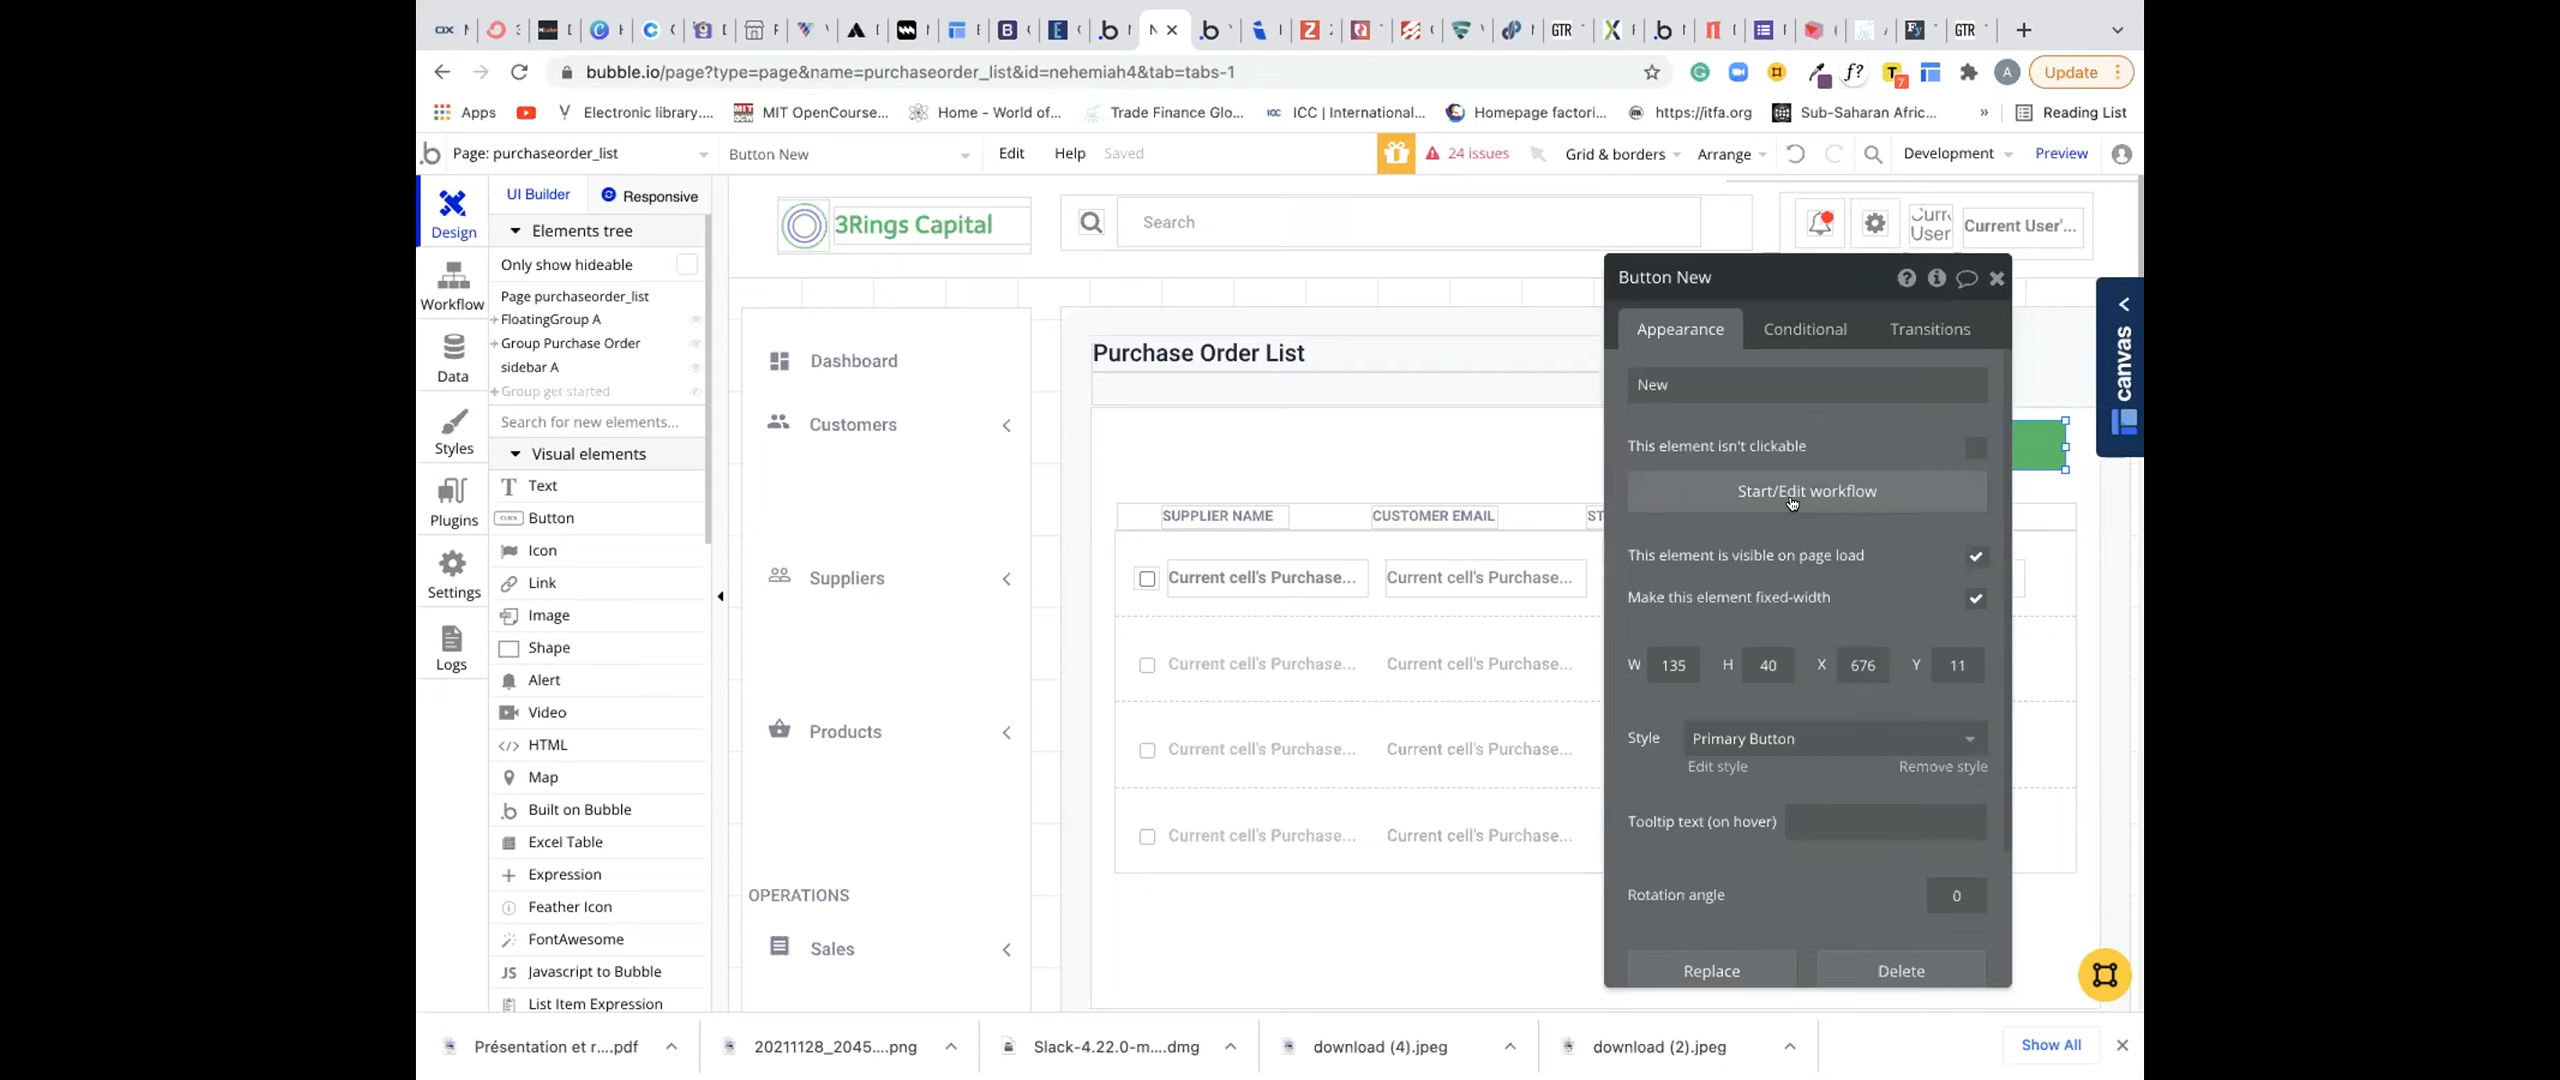 bubble.io/page?type=page&name=purchaseorder_list&id=nehemiah4&tab=tabs-1
A
Update
Apps
Electronic library....
MIT OpenCourse...
Home - World of...
Trade Finance Glo...
ICC | International...
Homepage factori...
https://itfa.org
Sub-Saharan Afric...
»
Reading List
Page: purchaseorder_list
Button New
Edit
Help
Saved
24 issues
Grid & borders
Arrange
Development
Preview
Design
Workflow
Data
Styles
Plugins
Settings
Logs
UI Builder
Responsive
Elements tree
Only show hideable
Page purchaseorder_list
FloatingGroup A
Group Purchase Order
sidebar A
Group get started
Search for new elements...
Visual elements
Text
Button
Icon
Link
Image
Shape
Alert
Video
HTML
Map
Built on Bubble
Excel Table
Expression
Feather Icon
FontAwesome
Javascript to Bubble
List Item Expression
3Rings Capital
Search
Curr
User
Current User'...
Dashboard
Customers
Suppliers
Products
OPERATIONS
Sales
Purchase Order List
SUPPLIER NAME
CUSTOMER EMAIL
ST
Current cell's Purchase...
Current cell's Purchase...
Current cell's Purchase...
Current cell's Purchase...
Current cell's Purchase...
Current cell's Purchase...
Current cell's Purchase...
Current cell's Purchase...
Button New
Appearance
Conditional
Transitions
New
This element isn't clickable
Start/Edit workflow
This element is visible on page load
Make this element fixed-width
W 135 H 40 X 676 Y 11
Style
Primary Button
Edit style
Remove style
Tooltip text (on hover)
Rotation angle
0
Replace
Delete
canvas
Présentation et r....pdf
20211128_2045....png
Slack-4.22.0-m....dmg
download (4).jpeg
download (2).jpeg
Show All